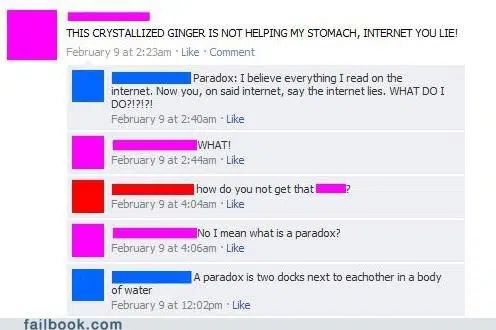 THIS CRYSTALLIZED GINGER IS NOT HELPING MY STOMACH, INTERNET YOU LIE!
February 9 at 2:23am · Like · Comment
Paradox: I believe everything I read on the
internet. Now you, on said internet, say the internet lies. WHAT DO I
DO?!?!?!
February 9 at 2:40am · Like
WHAT!
February 9 at 2:44am · Like
how do you not get that ?
February 9 at 4:04am · Like
No I mean what is a paradox?
February 9 at 4:06am · Like
A paradox is two docks next to eachother in a body
of water
February 9 at 12:02pm · Like
failbook.com